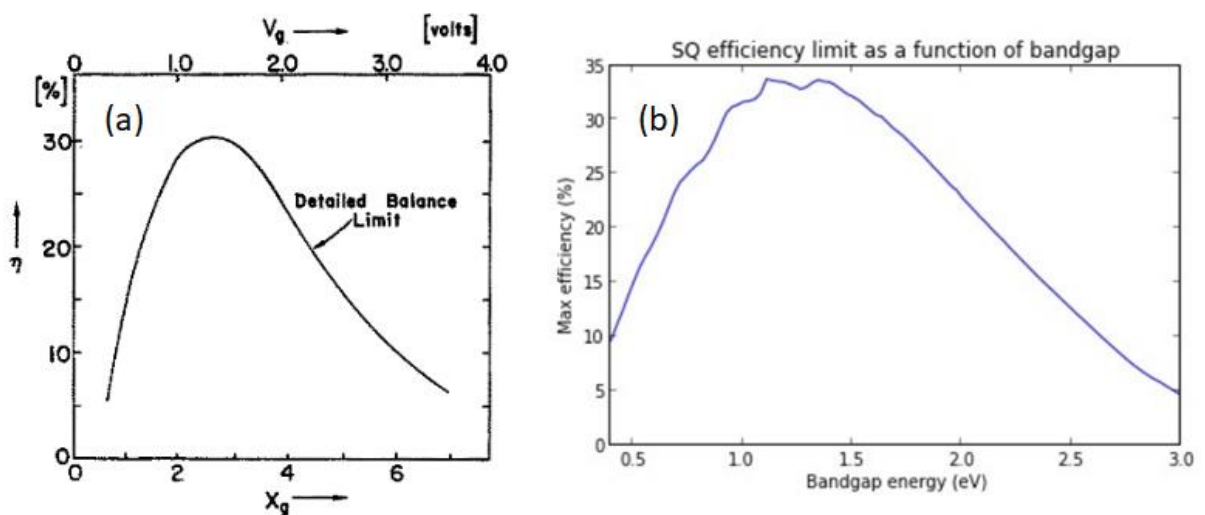 V_g → [volts]
0 1.0 2.0 3.0 4.0
[%]
(a)
30
20
10
0
η →
Detailed Balance
Limit
0 2 4 6
X_g →
SQ efficiency limit as a function of bandgap
(b)
35
30
25
20
15
10
5
0
Max efficiency (%)
0.5 1.0 1.5 2.0 2.5 3.0
Bandgap energy (eV)